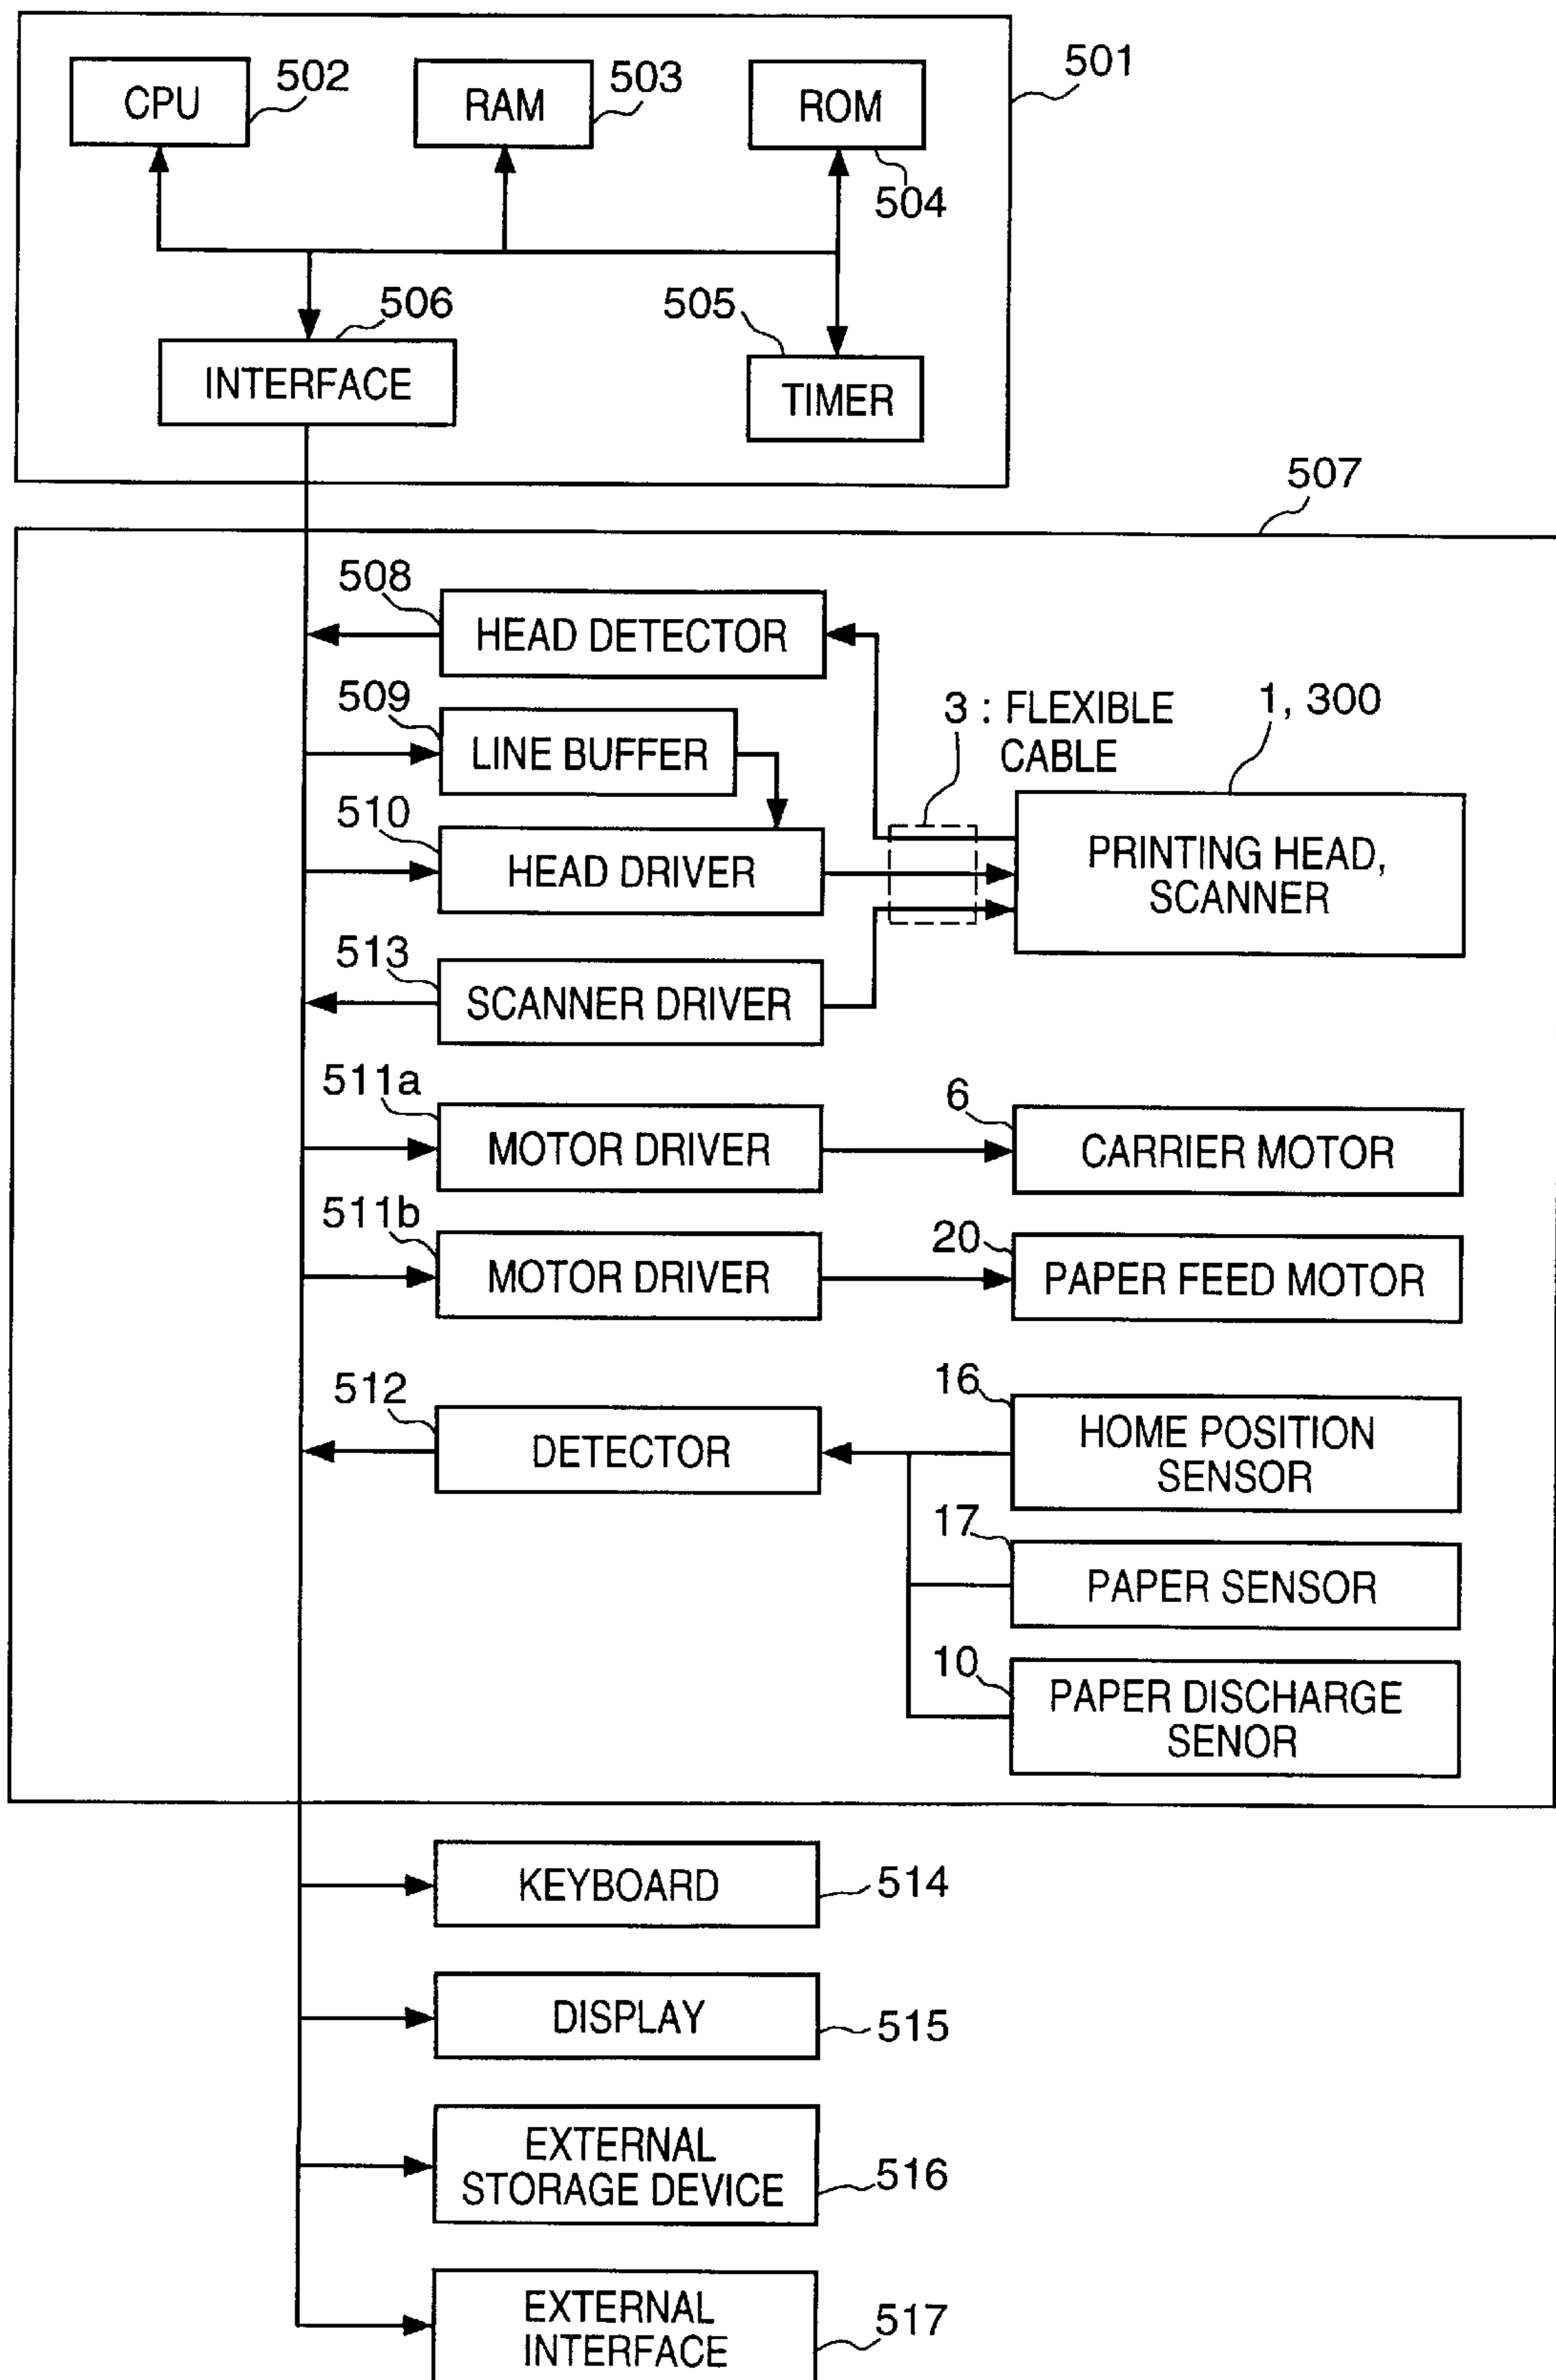 CPU
502
RAM
503
ROM
504
501
506
INTERFACE
505
TIMER
507
508
HEAD DETECTOR
509
LINE BUFFER
3 : FLEXIBLE
CABLE
1, 300
510
HEAD DRIVER
PRINTING HEAD,
SCANNER
513
SCANNER DRIVER
511a
MOTOR DRIVER
6
CARRIER MOTOR
511b
MOTOR DRIVER
20
PAPER FEED MOTOR
512
DETECTOR
16
HOME POSITION
SENSOR
17
PAPER SENSOR
10
PAPER DISCHARGE
SENOR
KEYBOARD
514
DISPLAY
515
EXTERNAL
STORAGE DEVICE
516
EXTERNAL
INTERFACE
517